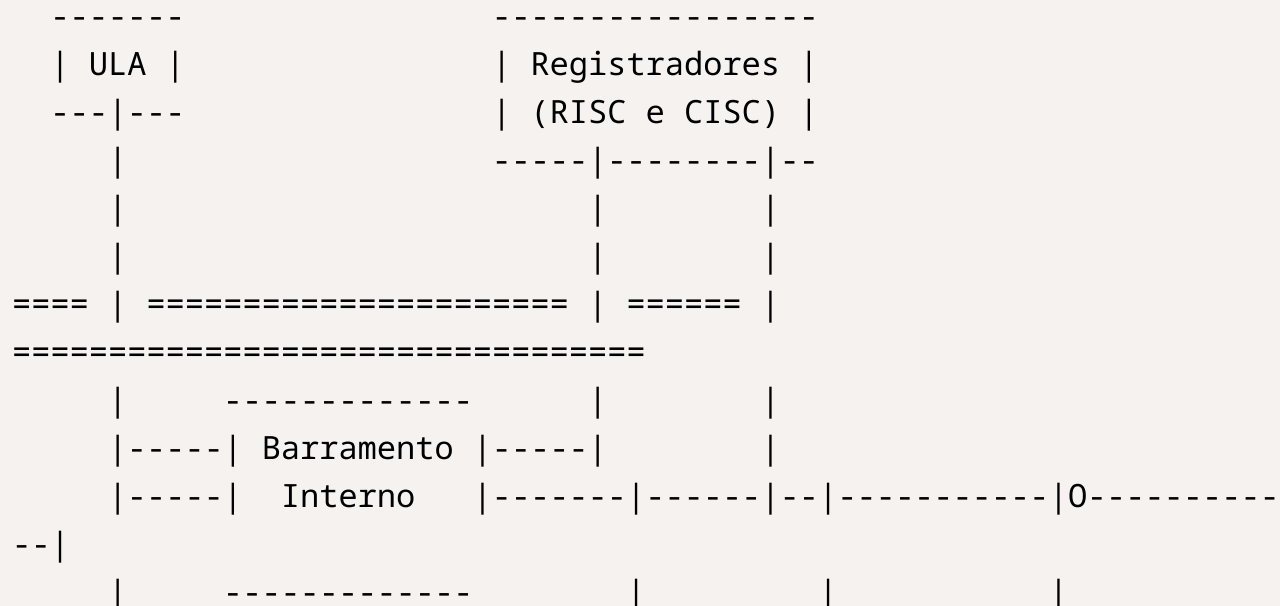 -------                -----------------
  | ULA |                | Registradores |
  ---|---                | (RISC e CISC) |
     |                   -----|--------|--
     |                        |        |
     |                        |        |
==== | ====================== | ====== |
=================================
     |     -------------      |        |
     |-----| Barramento |-----|        |
     |-----|  Interno   |-------|------|--|-----------|O----------
--|
     |     -------------        |         |           |